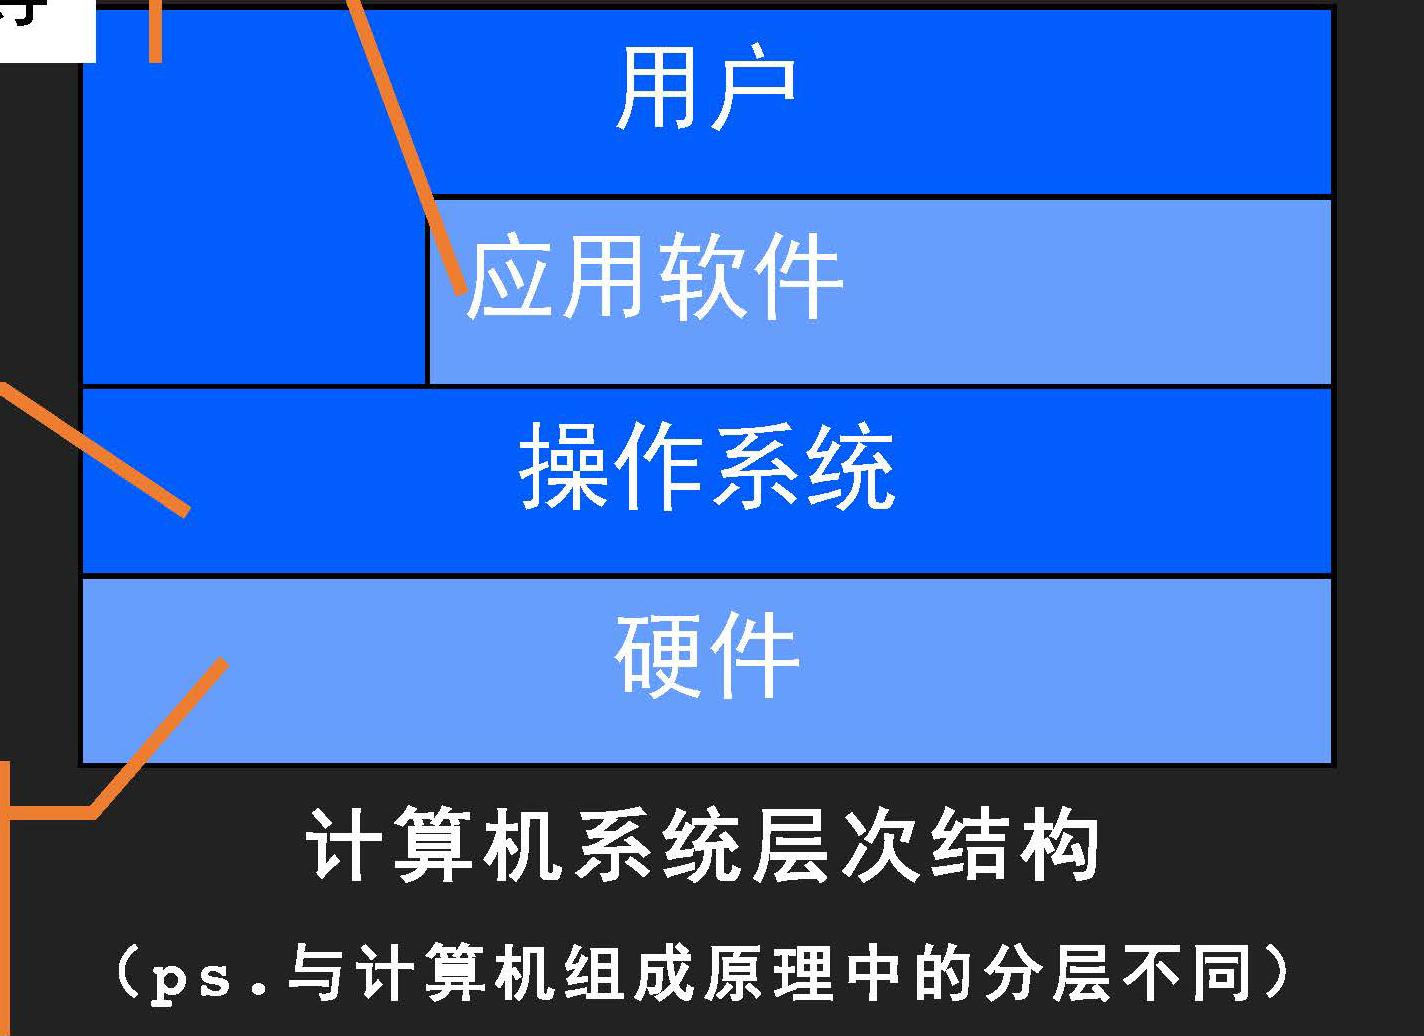 用户
应用软件
操作系统
硬件
计算机系统层次结构
（ps.与计算机组成原理中的分层不同）